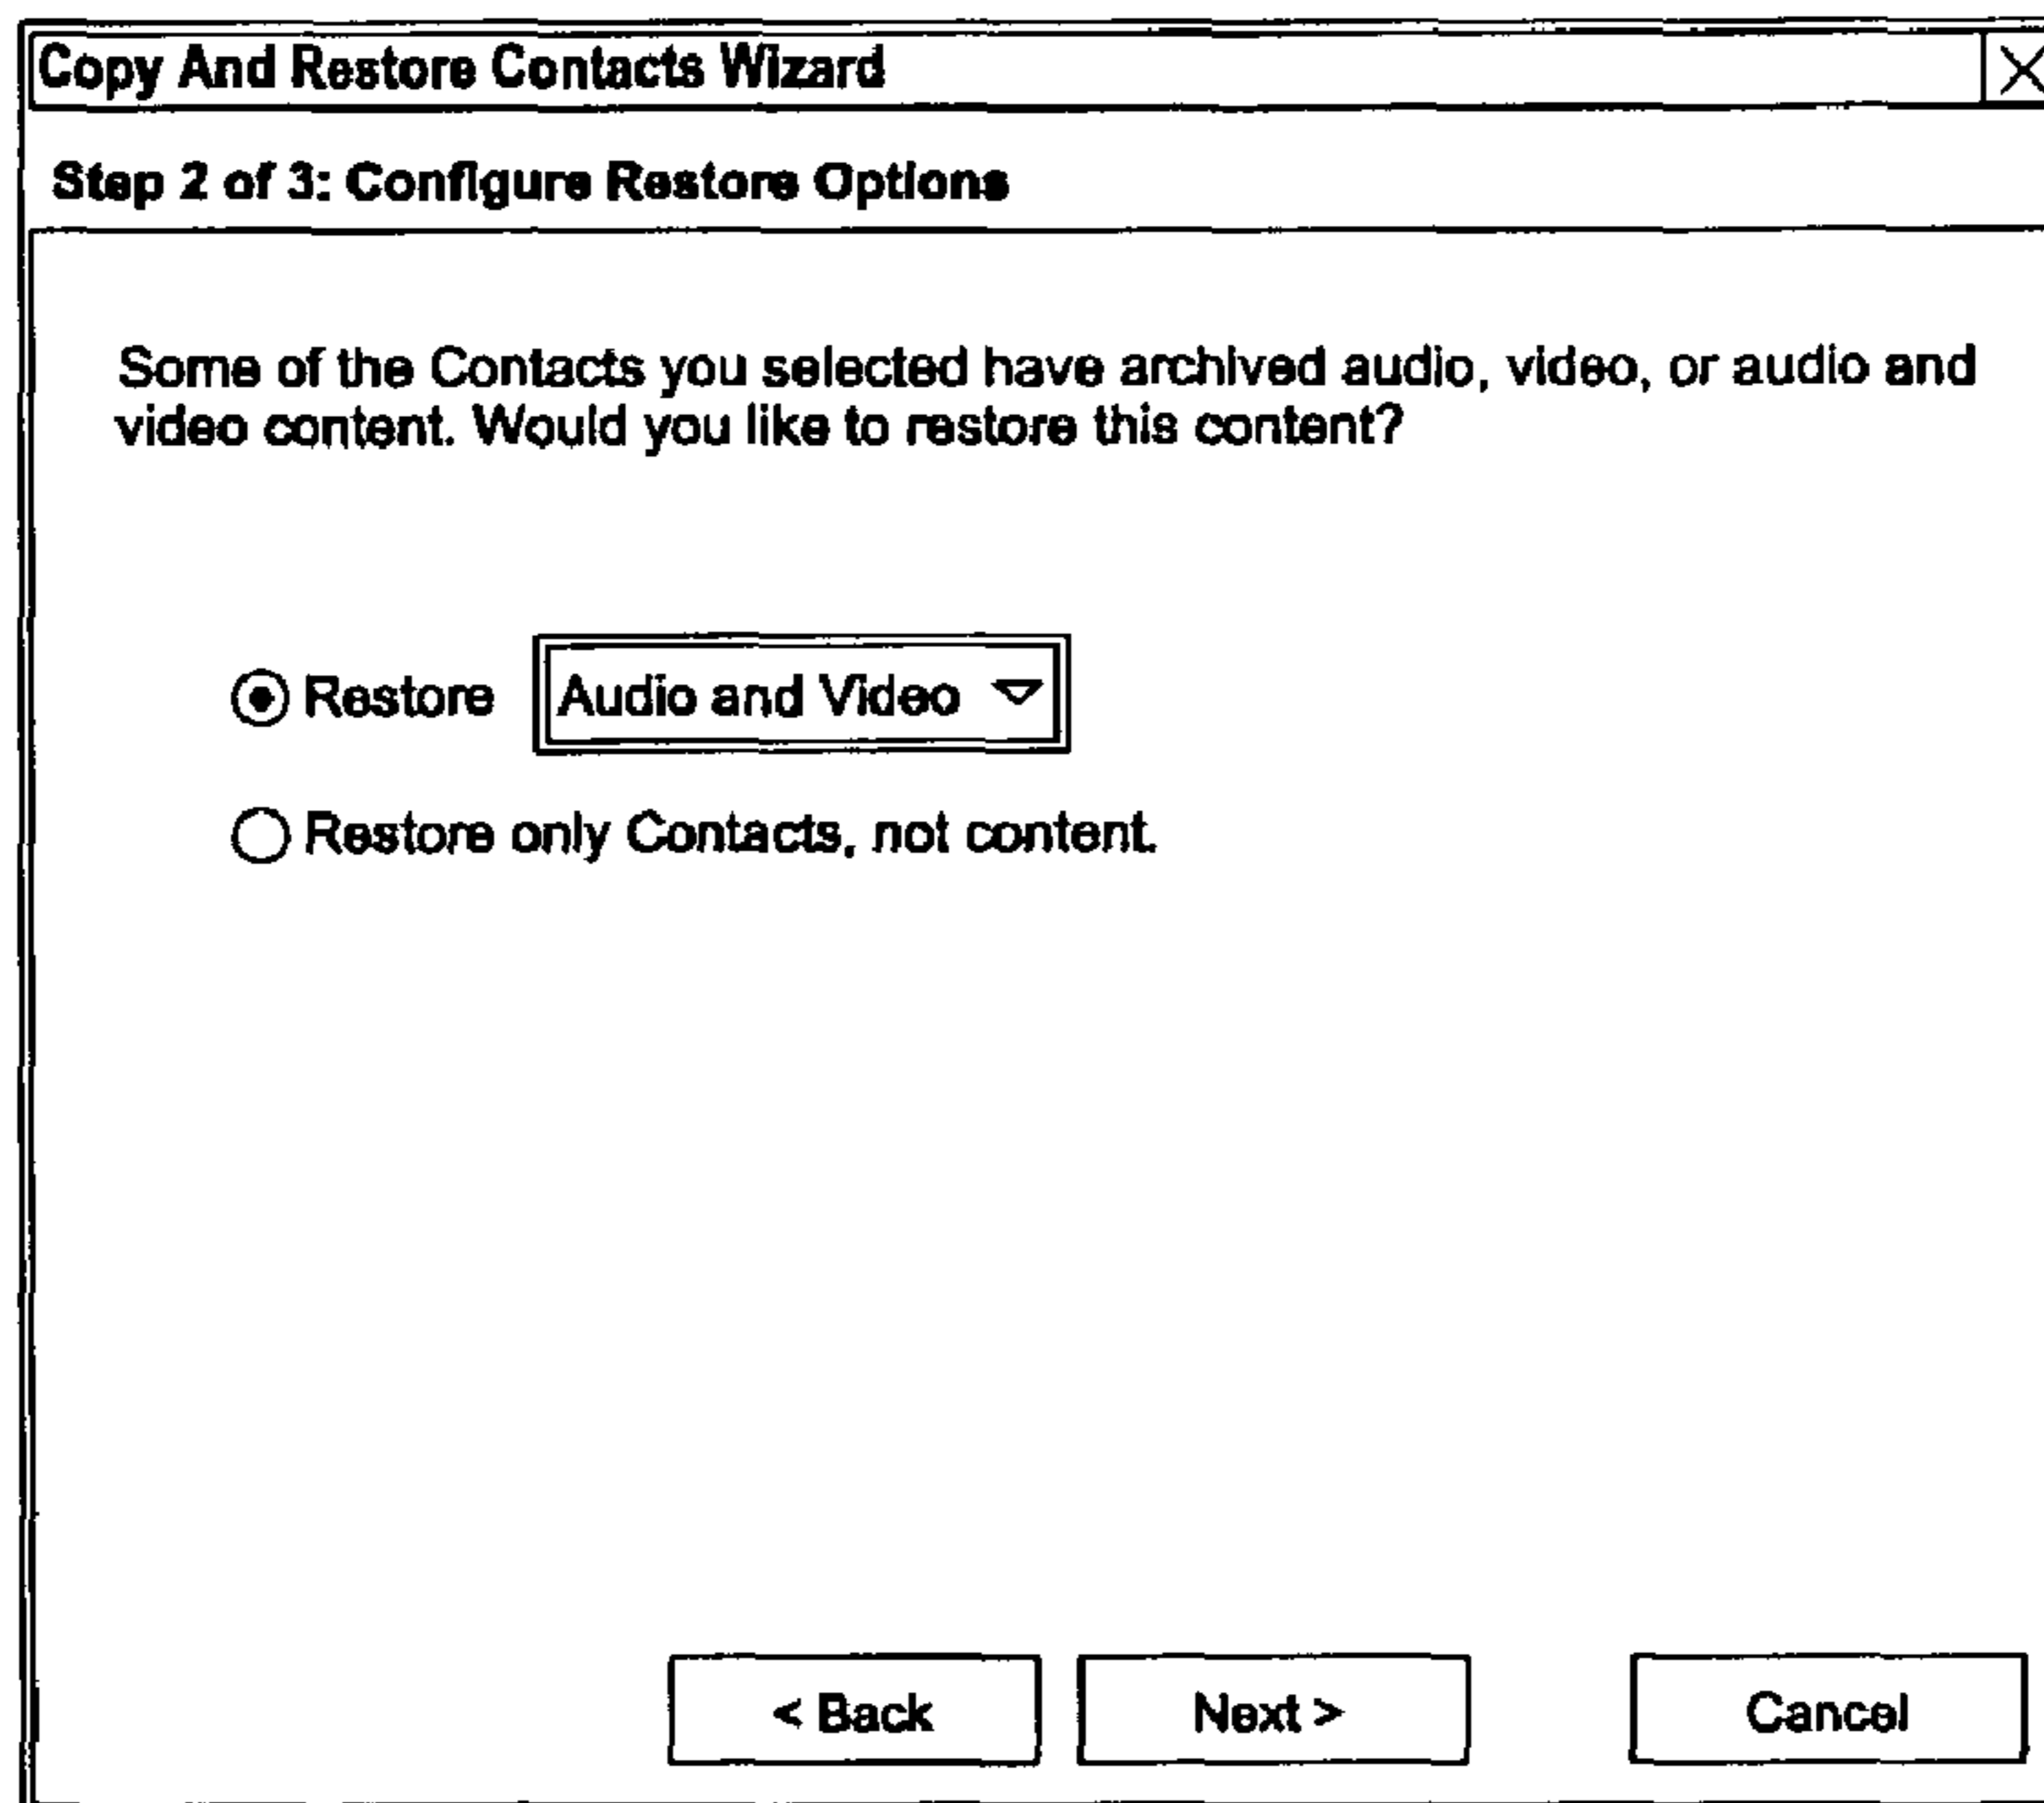 Copy And Restore Contacts Wizard
Step 2 of 3: Configure Restore Options
Some of the Contacts you selected have archived audio, video, or audio and
video content. Would you like to restore this content?
Restore Audio and Video
Restore only Contacts, not content.
< Back Next > Cancel